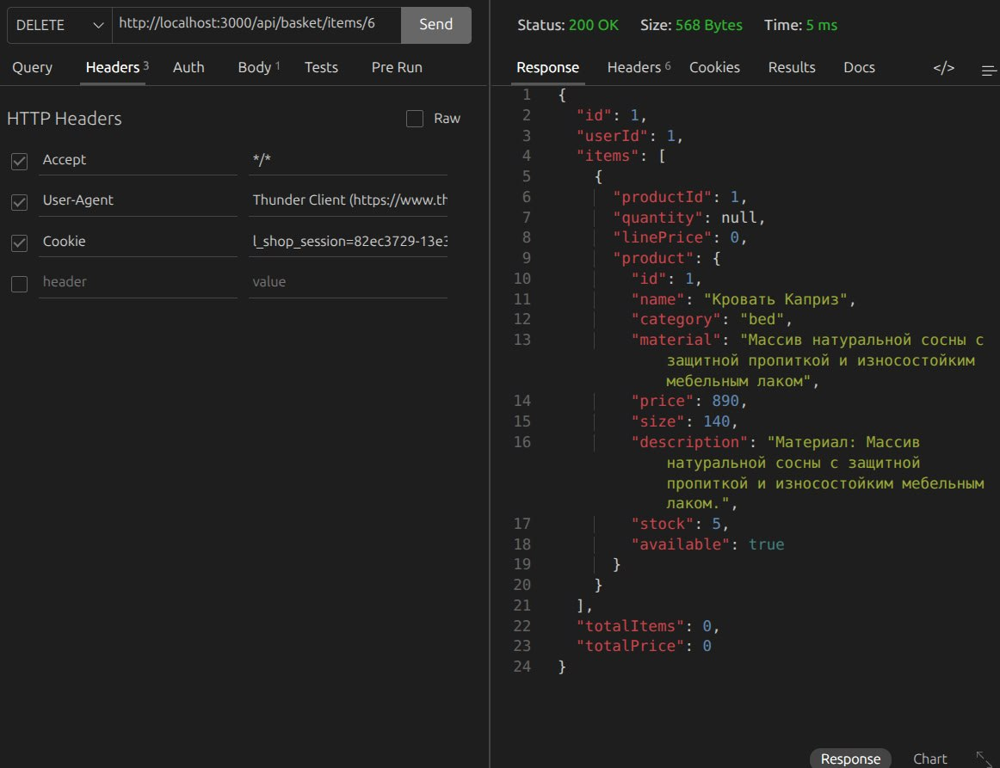 DELETE http://localhost:3000/api/basket/items/6 Send
Query Headers 3 Auth Body 1 Tests Pre Run
HTTP Headers Raw
Accept */*
User-Agent Thunder Client (https://www.th
Cookie l_shop_session=82ec3729-13e3
header value
Status: 200 OK Size: 568 Bytes Time: 5 ms
Response Headers 6 Cookies Results Docs </>
1 {
2 "id": 1,
3 "userId": 1,
4 "items": [
5 {
6 "productId": 1,
7 "quantity": null,
8 "linePrice": 0,
9 "product": {
10 "id": 1,
11 "name": "Кровать Каприз",
12 "category": "bed",
13 "material": "Массив натуральной сосны с
защитной пропиткой и износостойким
мебельным лаком",
14 "price": 890,
15 "size": 140,
16 "description": "Материал: Массив
натуральной сосны с защитной
пропиткой и износостойким мебельным
лаком.",
17 "stock": 5,
18 "available": true
19 }
20 }
21 ],
22 "totalItems": 0,
23 "totalPrice": 0
24 }
Response Chart